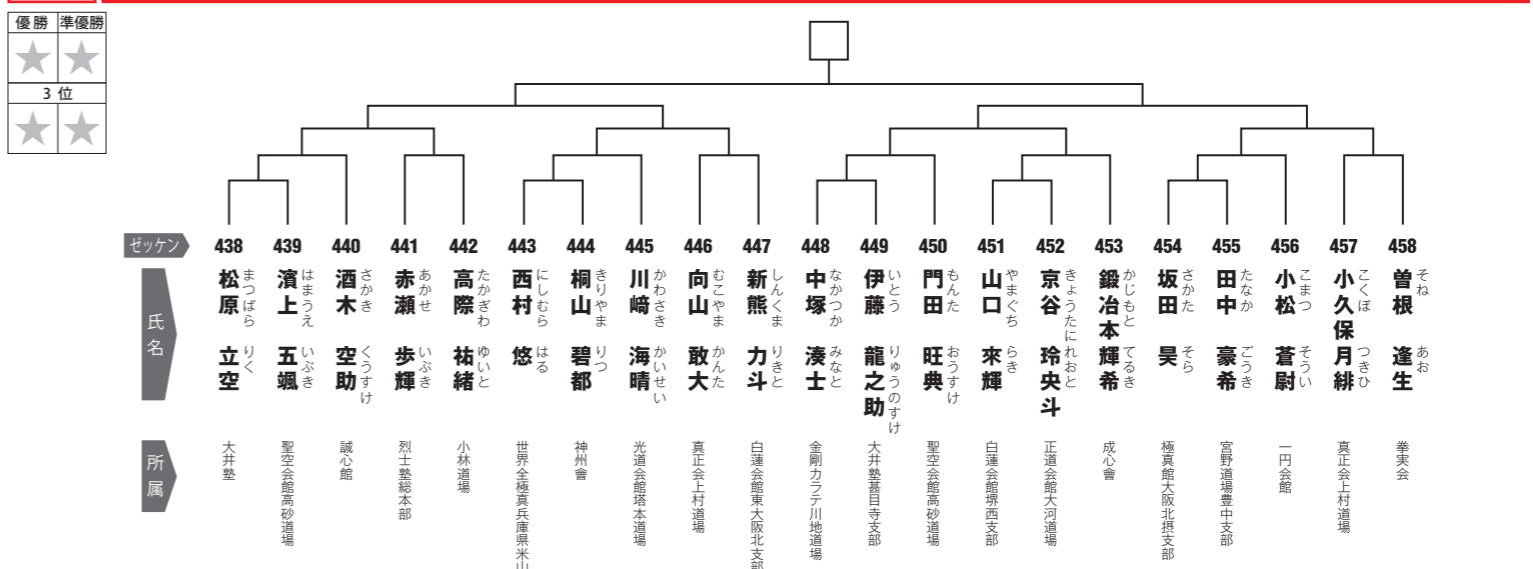 優勝 準優勝
3 位
ゼッケン 438 439 440 441 442 443 444 445 446 447 448 449 450 451 452 453 454 455 456 457 458
氏名
松原 立空 まつばら りく
濱上 五颯 はまうえ いぶき
酒木 空助 さかき くうすけ
赤瀬 歩輝 あかせ いぶき
高際 祐緒 たかぎわ ゆいと
西村 悠 にしむら はる
桐山 碧都 きりやま りつ
川﨑 海晴 かわさき かいせい
向山 敢大 むこやま かんた
新熊 力斗 しんくま りきと
中塚 湊士 なかつか みなと
伊藤 龍之助 いとう りゅうのすけ
門田 旺典 もんた おうすけ
山口 來輝 やまぐち らき
京谷 玲央斗 きょうたに れおと
鍛冶本 輝希 かじもと てるき
坂田 昊 さかた そら
田中 豪希 たなか ごうき
小松 蒼尉 こまつ そうい
小久保 月緋 こくぼ つきひ
曽根 逢生 そね あお
所属
大井塾
聖空会館高砂道場
誠心館
烈士塾総本部
小林道場
世界全極真兵庫県米山
神州會
光道会館塔本道場
真正会上村道場
白蓮会館東大阪北支部
金剛カラテ川地道場
大井塾甚目寺支部
聖空会館高砂道場
白蓮会館堺西支部
正道会館大河道場
成心會
極真館大阪北摂支部
宮野道場豊中支部
一円会館
真正会上村道場
拳実会